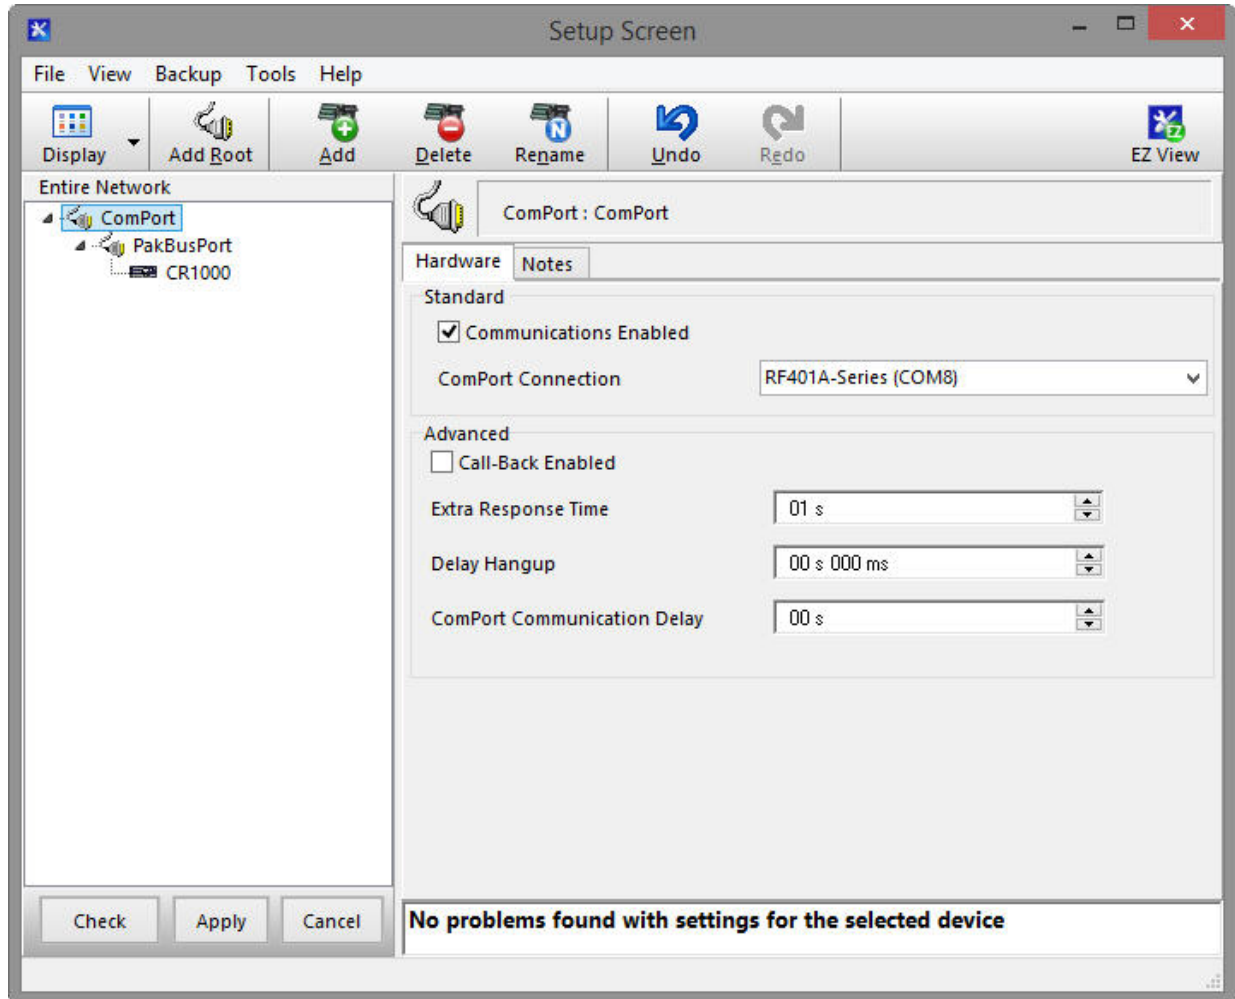 Setup Screen
File View Backup Tools Help
Display Add Root Add Delete Rename Undo Redo EZ View
N
EZ
Entire Network
ComPort
PakBusPort
CR1000
ComPort : ComPort
Hardware Notes
Standard
Communications Enabled
ComPort Connection RF401A-Series (COM8)
Advanced
Call-Back Enabled
Extra Response Time 01 s
Delay Hangup 00 s 000 ms
ComPort Communication Delay 00 s
Check Apply Cancel
No problems found with settings for the selected device